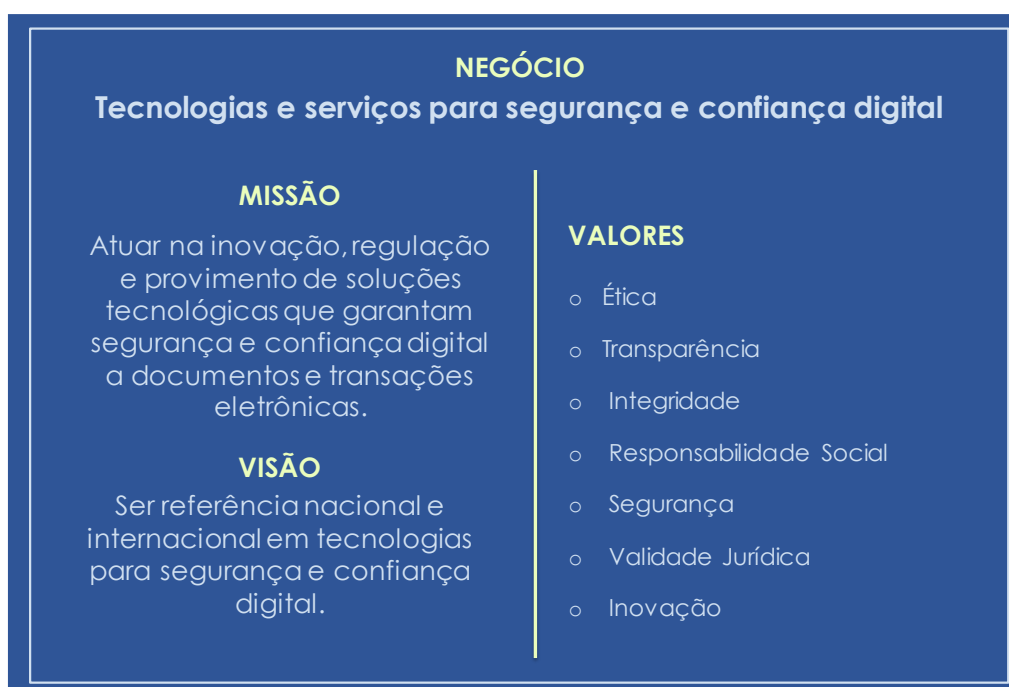 NEGÓCIO
Tecnologias e serviços para segurança e confiança digital
MISSÃO
Atuar na inovação, regulação
e provimento de soluções
tecnológicas que garantam
segurança e confiança digital
a documentos e transações
eletrônicas.
VISÃO
Ser referência nacional e
internacional em tecnologias
para segurança e confiança
digital.
VALORES
o Ética
o Transparência
o Integridade
o Responsabilidade Social
o Segurança
o Validade Jurídica
o Inovação